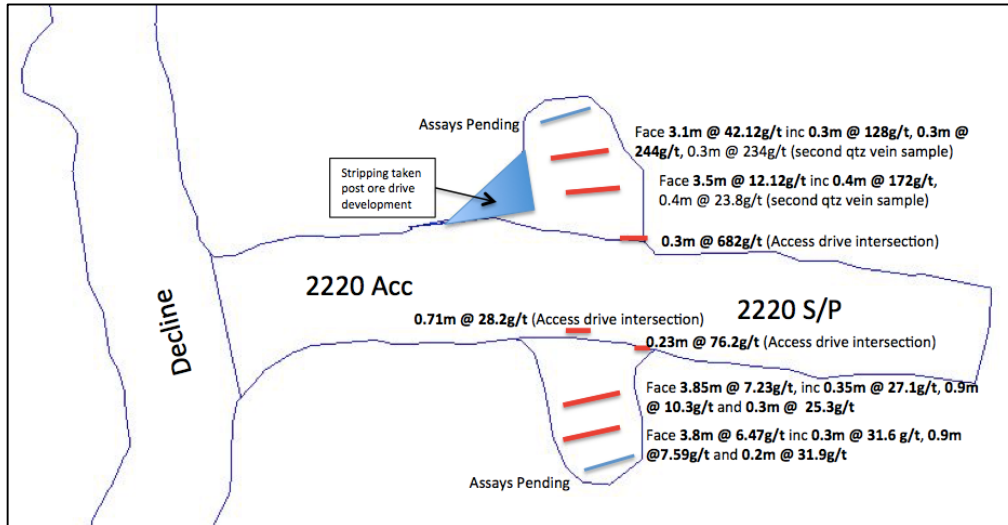 Assays Pending
Face 3.1m @ 42.12g/t inc 0.3m @ 128g/t, 0.3m @
244g/t, 0.3m @ 234g/t (second qtz vein sample)
Stripping taken
post ore drive
development
Face 3.5m @ 12.12g/t inc 0.4m @ 172g/t,
0.4m @ 23.8g/t (second qtz vein sample)
0.3m @ 682g/t (Access drive intersection)
2220 Acc
2220 S/P
Decline
0.71m @ 28.2g/t (Access drive intersection)
0.23m @ 76.2g/t (Access drive intersection)
Face 3.85m @ 7.23g/t, inc 0.35m @ 27.1g/t, 0.9m
@ 10.3g/t and 0.3m @  25.3g/t
Face 3.8m @ 6.47g/t inc 0.3m @ 31.6 g/t, 0.9m
@7.59g/t and 0.2m @ 31.9g/t
Assays Pending